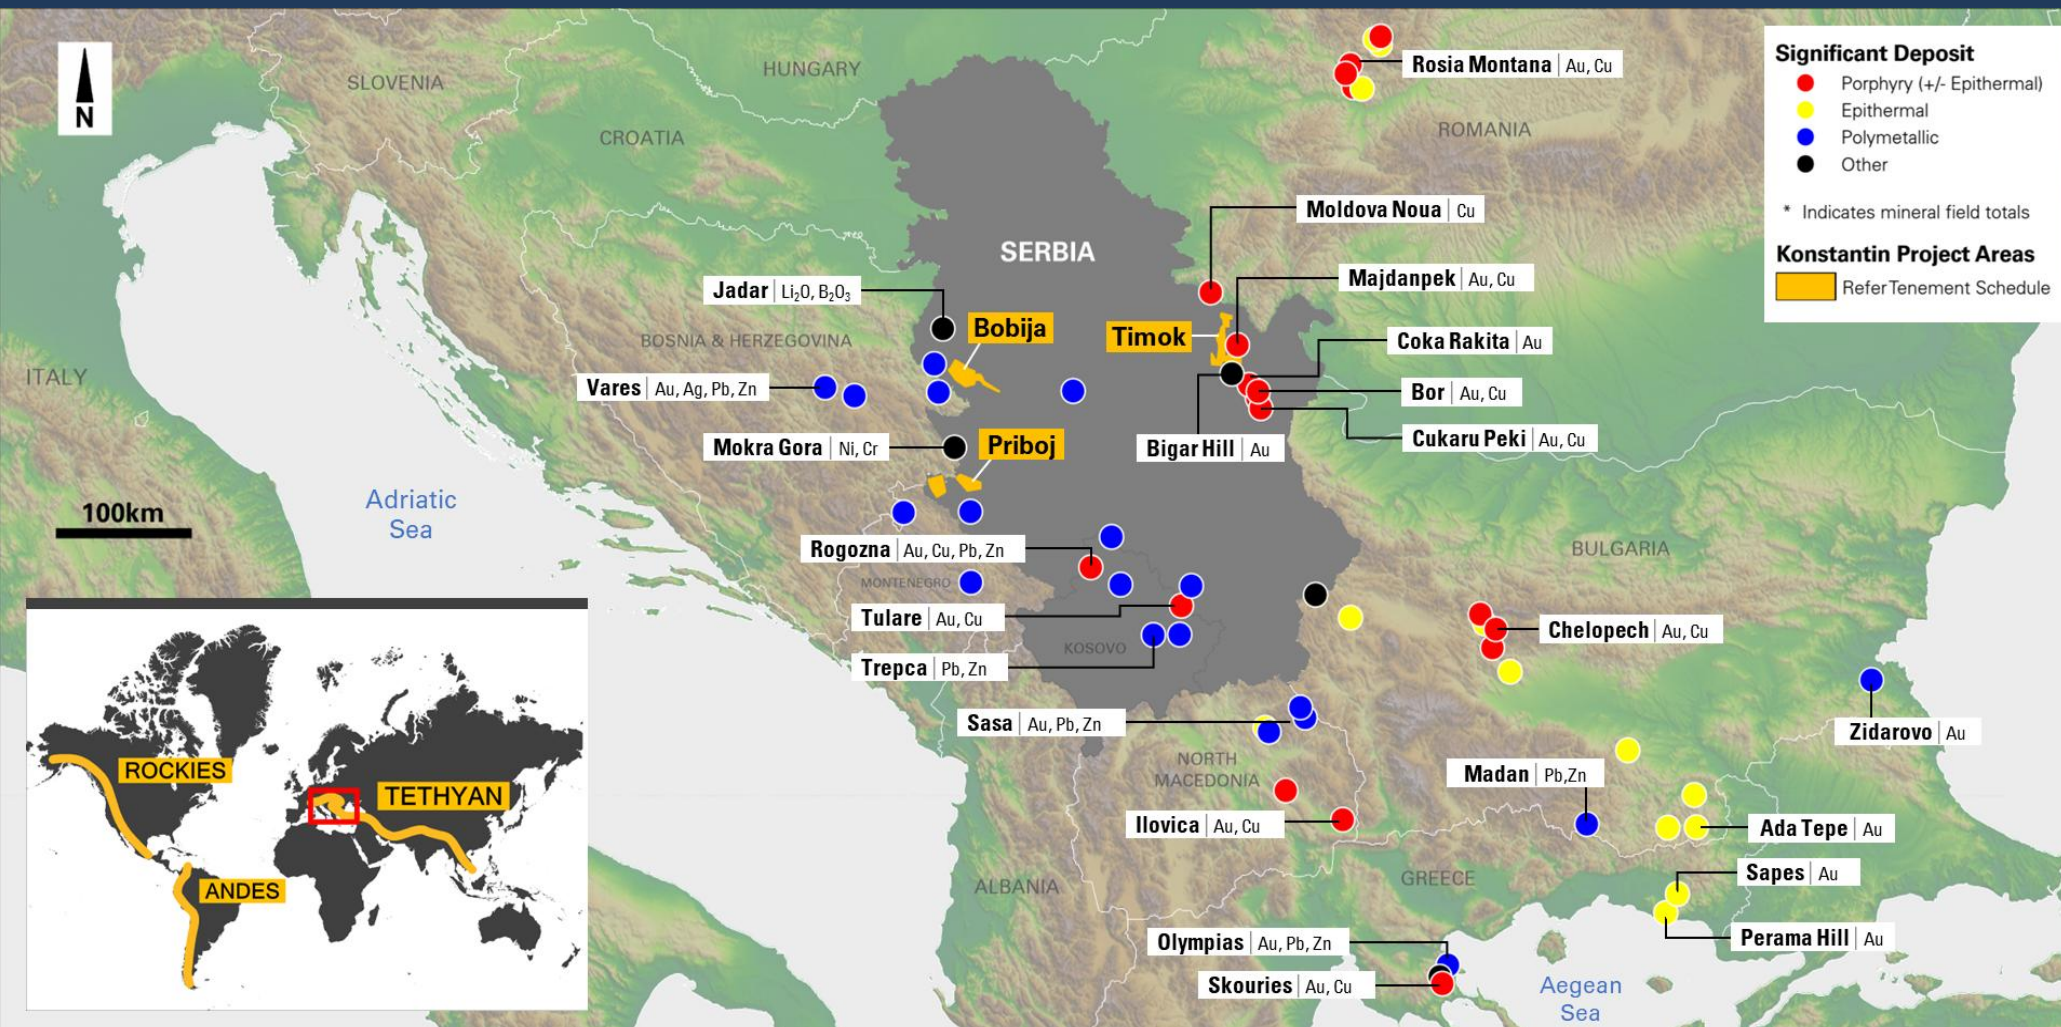 N
SLOVENIA
HUNGARY
CROATIA
ROMANIA
SERBIA
BOSNIA & HERZEGOVINA
ITALY
Adriatic
Sea
MONTENEGRO
KOSOVO
BULGARIA
NORTH
MACEDONIA
ALBANIA
GREECE
Aegean
Sea
100km
Rosia Montana | Au, Cu
Moldova Noua | Cu
Majdanpek | Au, Cu
Jadar | Li₂O, B₂O₃
Bobija
Timok
Coka Rakita | Au
Vares | Au, Ag, Pb, Zn
Bor | Au, Cu
Cukaru Peki | Au, Cu
Mokra Gora | Ni, Cr
Priboj
Bigar Hill | Au
Rogozna | Au, Cu, Pb, Zn
Tulare | Au, Cu
Trepca | Pb, Zn
Chelopech | Au, Cu
Sasa | Au, Pb, Zn
Zidarovo | Au
Madan | Pb,Zn
Ilovica | Au, Cu
Ada Tepe | Au
Sapes | Au
Perama Hill | Au
Olympias | Au, Pb, Zn
Skouries | Au, Cu
Significant Deposit
Porphyry (+/- Epithermal)
Epithermal
Polymetallic
Other
* Indicates mineral field totals
Konstantin Project Areas
Refer Tenement Schedule
ROCKIES
TETHYAN
ANDES